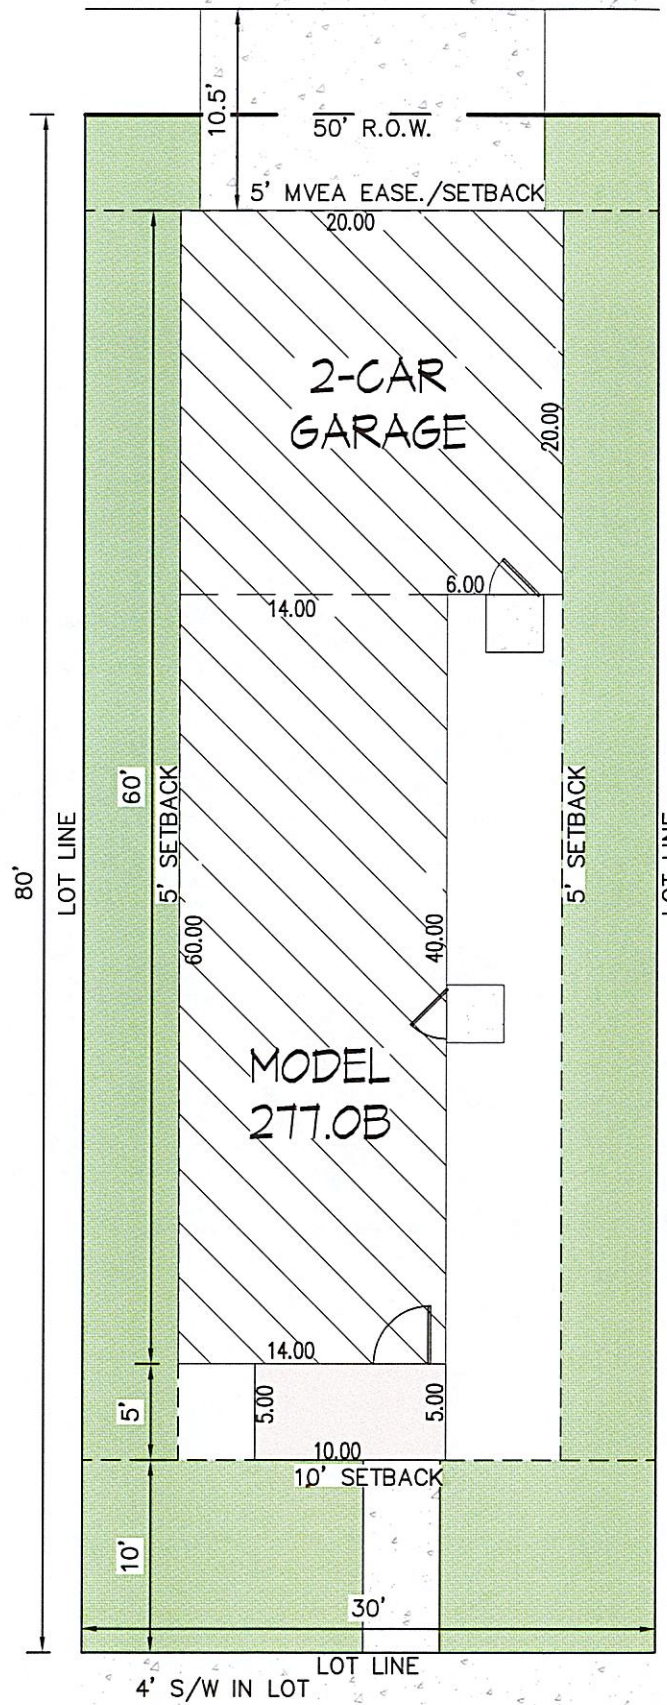 10.5'
50' R.O.W.
5' MVEA EASE./SETBACK
20.00
2-CAR
GARAGE
20.00
6.00
14.00
60'
80'
LOT LINE
5' SETBACK
5' SETBACK
LOT LINE
60.00
40.00
MODEL
277.0B
14.00
5'
5.00
5.00
10.00
10' SETBACK
10'
30'
LOT LINE
4' S/W IN LOT